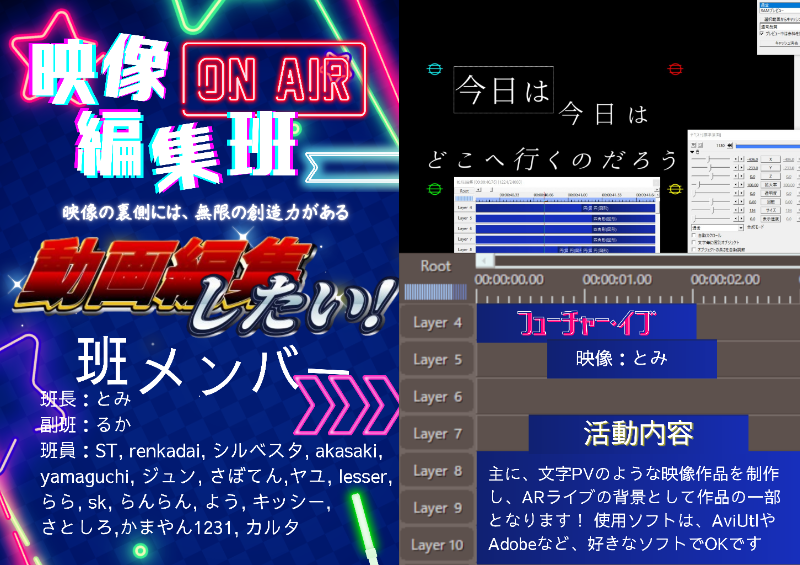 映像
ON AIR
編集班
映像の裏側には、無限の創造力がある
動画編集
したい!
班メンバー
班長：とみ
副班：るか
班員：ST, renkadai, シルベスタ, akasaki,
yamaguchi, ジュン, さぼてん,ヤユ, lesser,
らら, sk, らんらん, よう, キッシー,
さとしろ,かまやん1231, カルタ
今日は
今日は
どこへ行くのだろう
Root
Layer 4
Layer 5
Layer 6
Layer 7
Layer 8
Root
00:00:00.00
00:00:01.00
00:00:02.00
Layer 4
フューチャー・イブ
Layer 5
映像：とみ
Layer 6
Layer 7
活動内容
Layer 8
Layer 9
Layer 10
主に、文字PVのような映像作品を制作
し、ARライブの背景として作品の一部
となります！ 使用ソフトは、AviUtlや
Adobeなど、好きなソフトでOKです